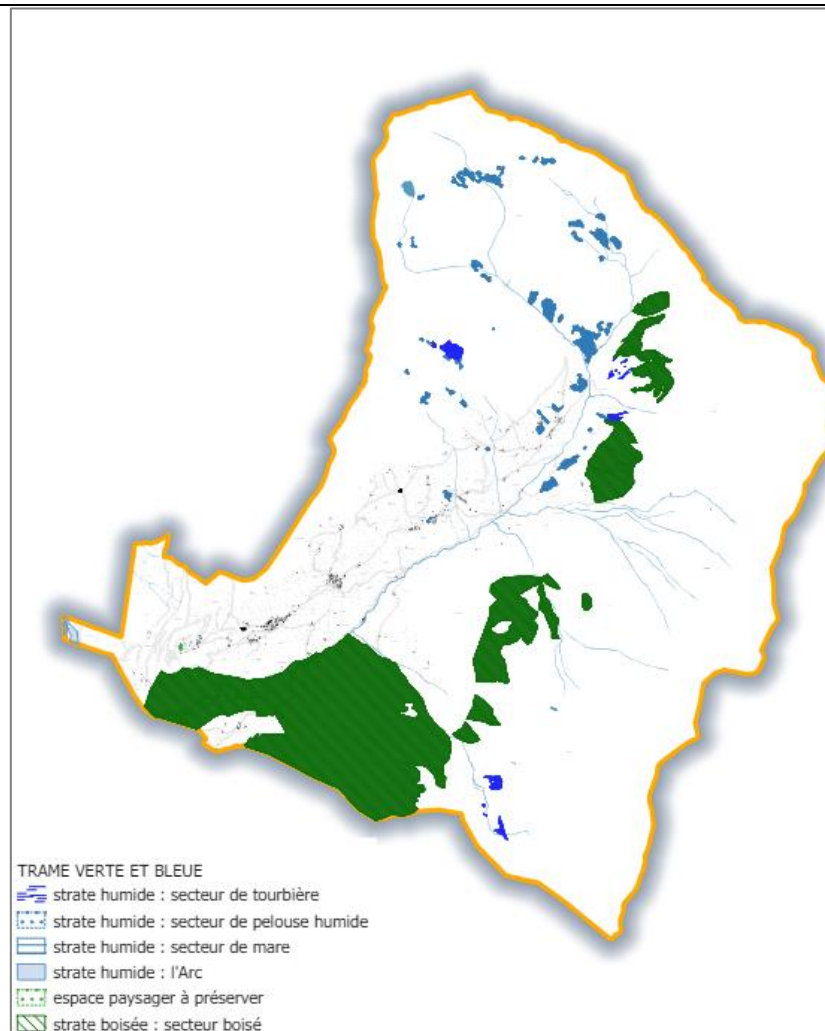 TRAME VERTE ET BLEUE
strate humide : secteur de tourbière
strate humide : secteur de pelouse humide
strate humide : secteur de mare
strate humide : l'Arc
espace paysager à préserver
strate boisée : secteur boisé